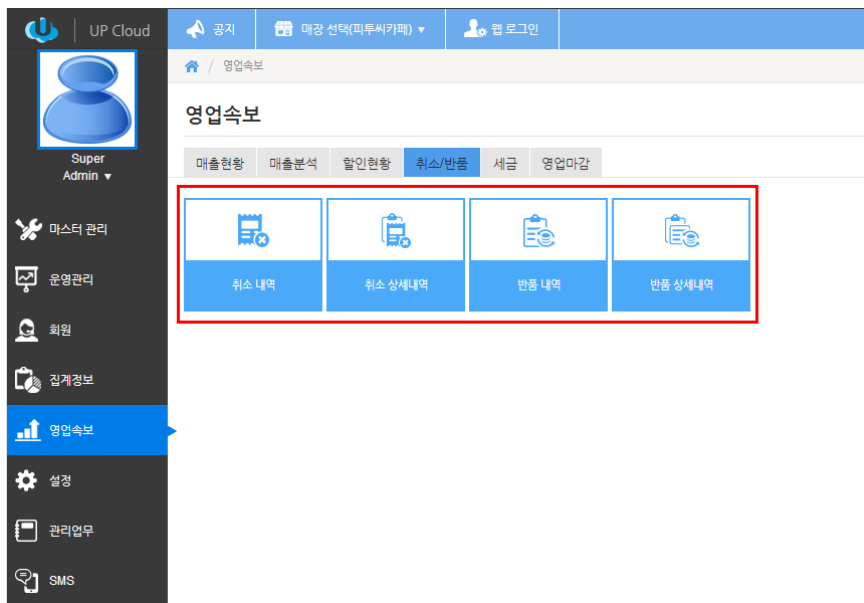 UP Cloud
공지
매장 선택(피투씨카페) ▼
웹 로그인
/ 영업속보
Super
Admin ▼
영업속보
매출현황
매출분석
할인현황
취소/반품
세금
영업마감
취소 내역
취소 상세내역
반품 내역
반품 상세내역
마스터 관리
운영관리
회원
집계정보
영업속보
설정
관리업무
SMS